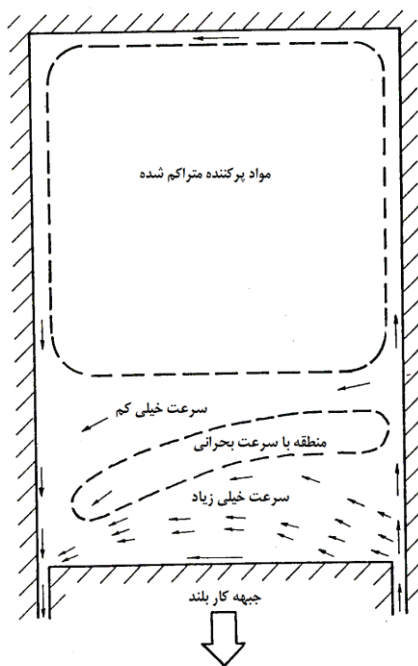 مواد پرکننده متراکم شده
سرعت خیلی کم
منطقه با سرعت بحرانی
سرعت خیلی زیاد
جبهه کار بلند